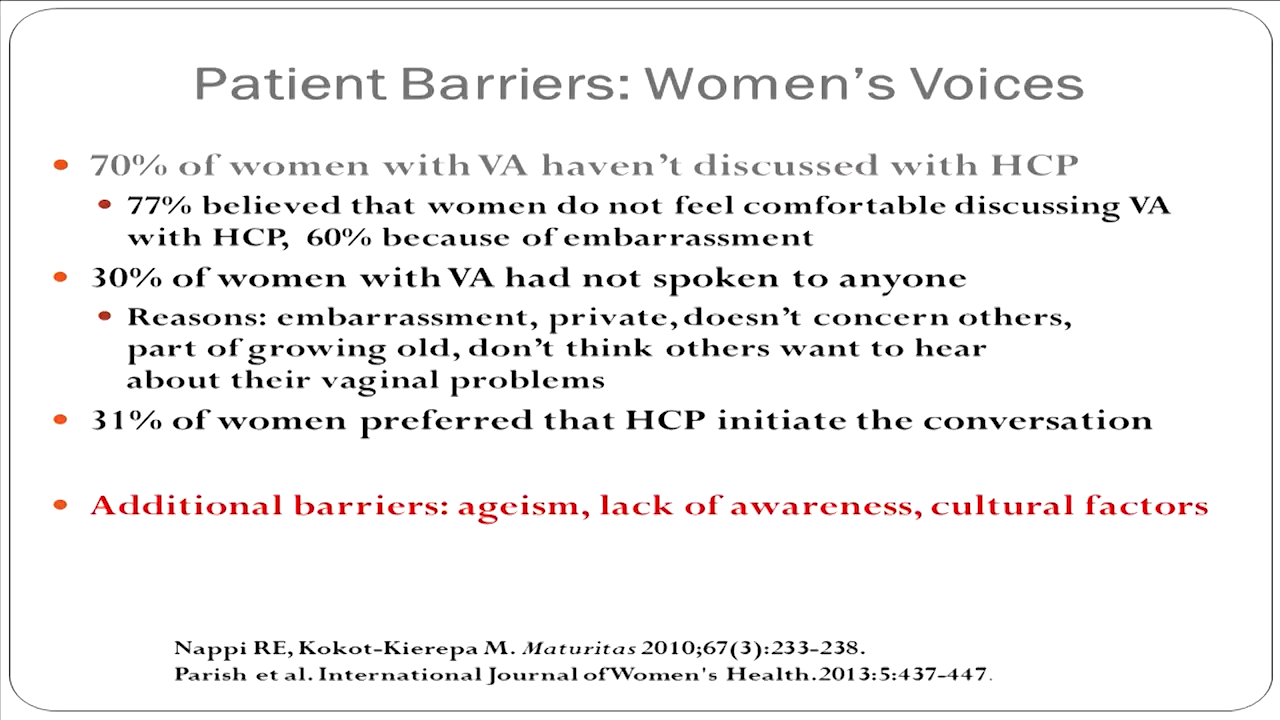 Patient Barriers: Women’s Voices
• 70% of women with VA haven’t discussed with HCP
• 77% believed that women do not feel comfortable discussing VA
with HCP, 60% because of embarrassment
• 30% of women with VA had not spoken to anyone
• Reasons: embarrassment, private, doesn’t concern others,
part of growing old, don’t think others want to hear
about their vaginal problems
• 31% of women preferred that HCP initiate the conversation
• Additional barriers: ageism, lack of awareness, cultural factors
Nappi RE, Kokot-Kierepa M. Maturitas 2010;67(3):233-238.
Parish et al. International Journal of Women's Health.2013:5:437-447.